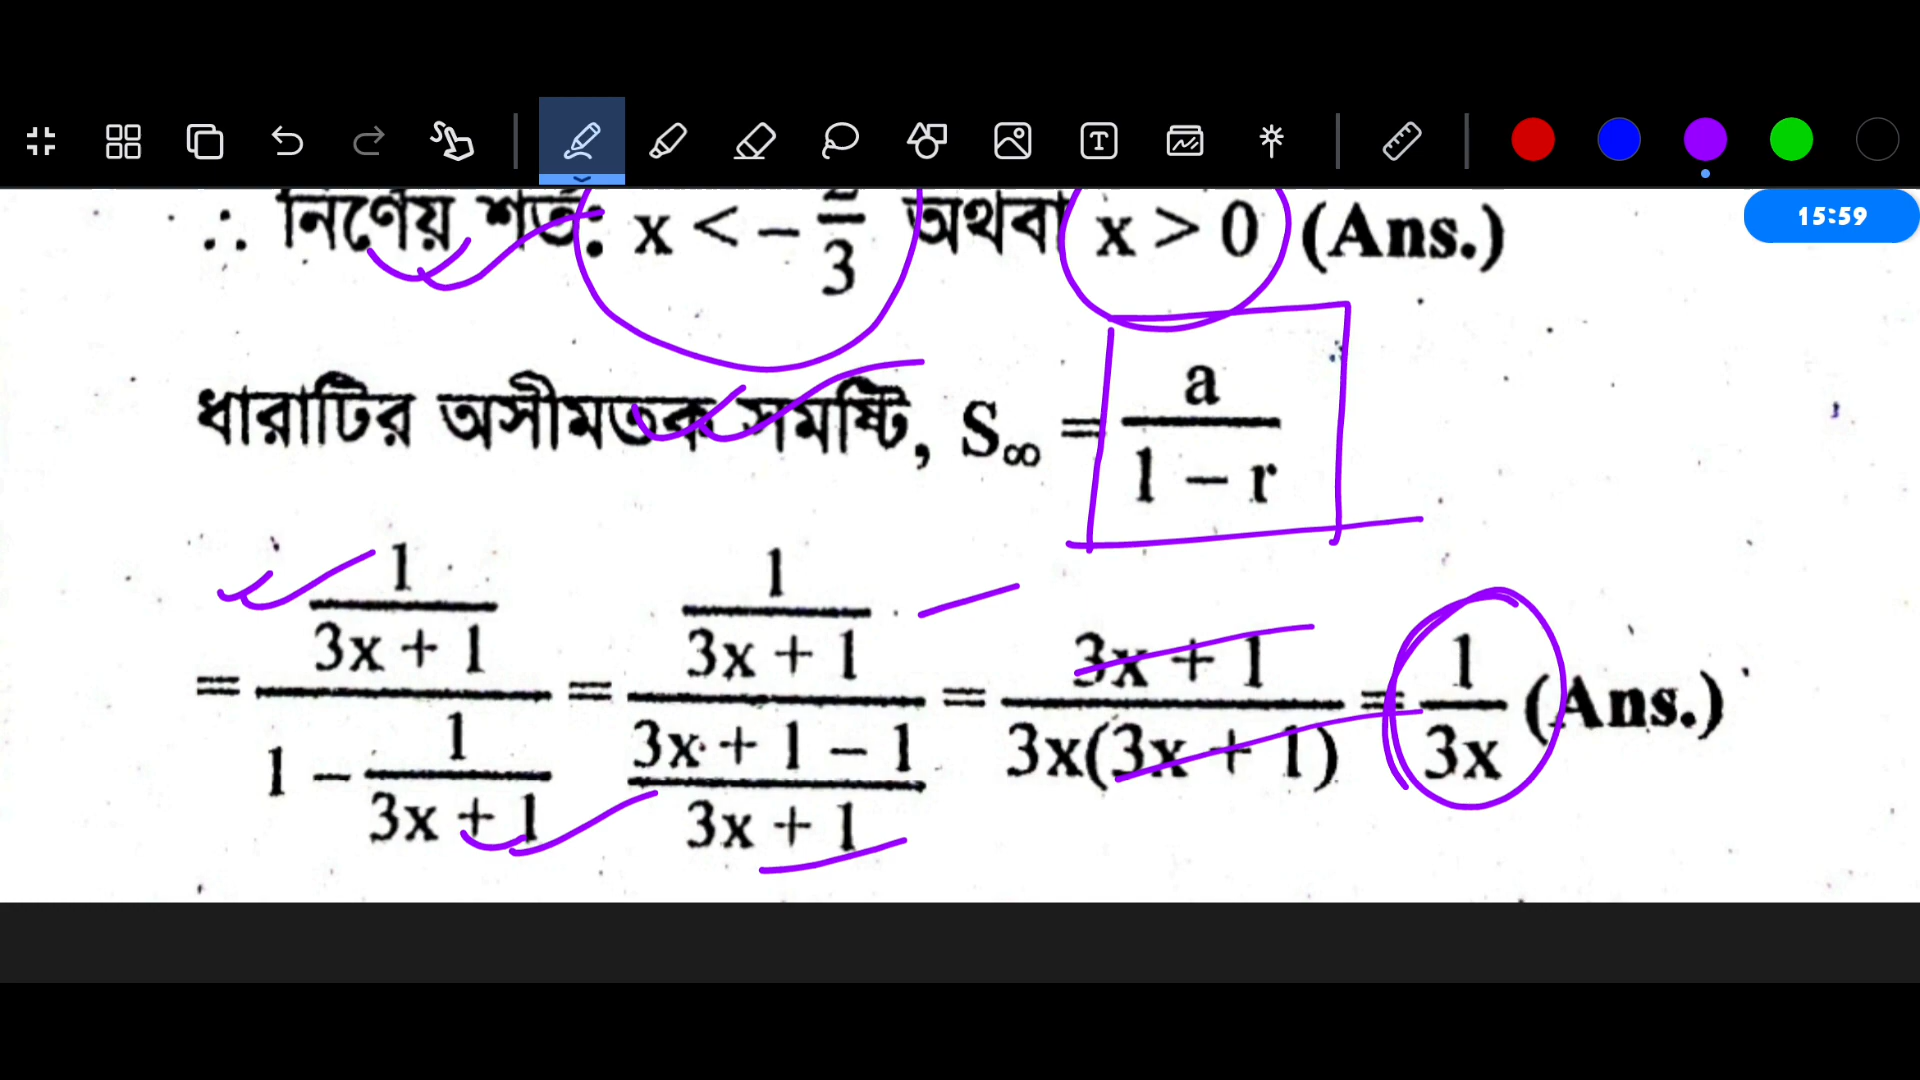 15:59
∴ নির্ণেয় শর্ত: x < – 2/3 অথবা x > 0 (Ans.)
ধারাটির অসীমতক সমষ্টি, S∞ = a/(1 – r)
= (1/(3x + 1))/(1 – 1/(3x + 1)) = (1/(3x + 1))/((3x + 1 – 1)/(3x + 1)) = (3x + 1)/(3x(3x + 1)) = 1/(3x) (Ans.)